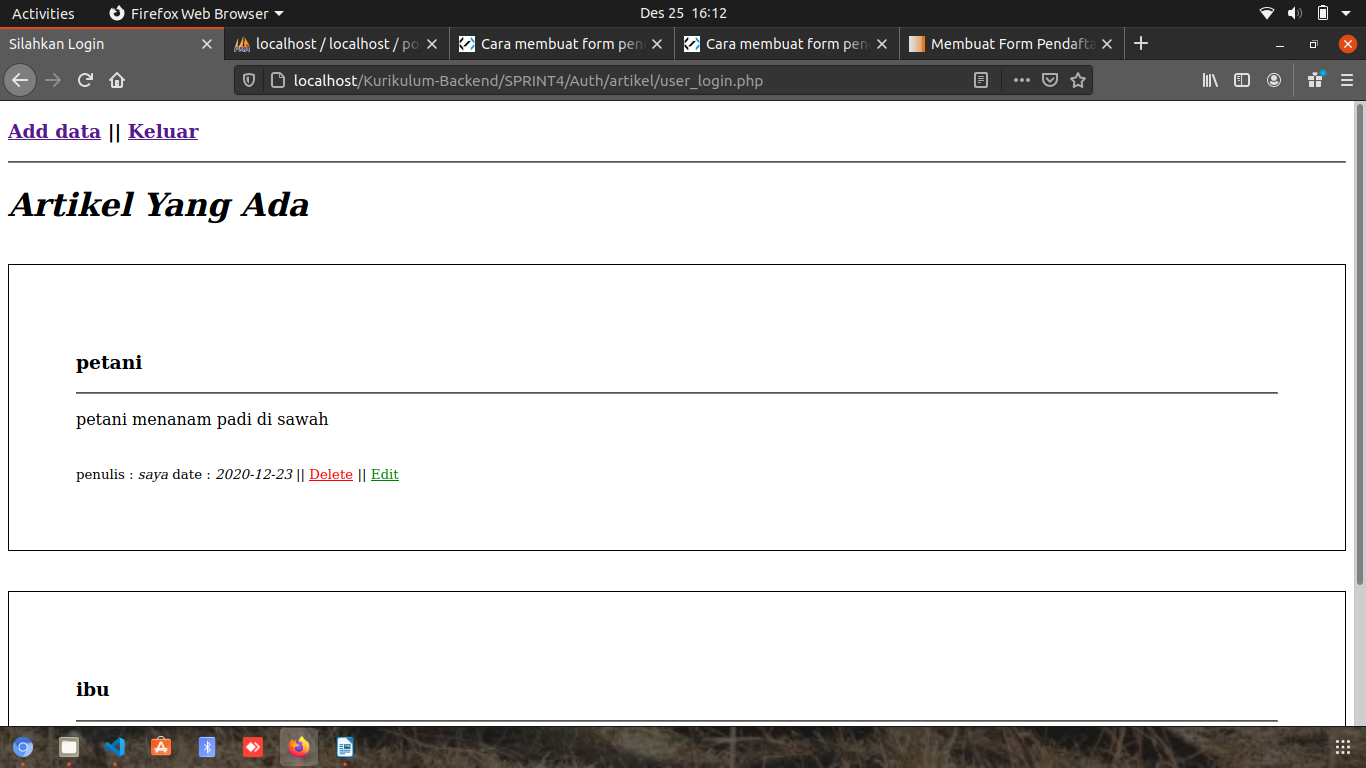 Activities
Firefox Web Browser
Des 25 16:12
Silahkan Login
localhost / localhost / po
Cara membuat form pen
Cara membuat form pen
Membuat Form Pendafta
localhost/Kurikulum-Backend/SPRINT4/Auth/artikel/user_login.php
Add data || Keluar
Artikel Yang Ada
petani
petani menanam padi di sawah
penulis : saya date : 2020-12-23 || Delete || Edit
ibu